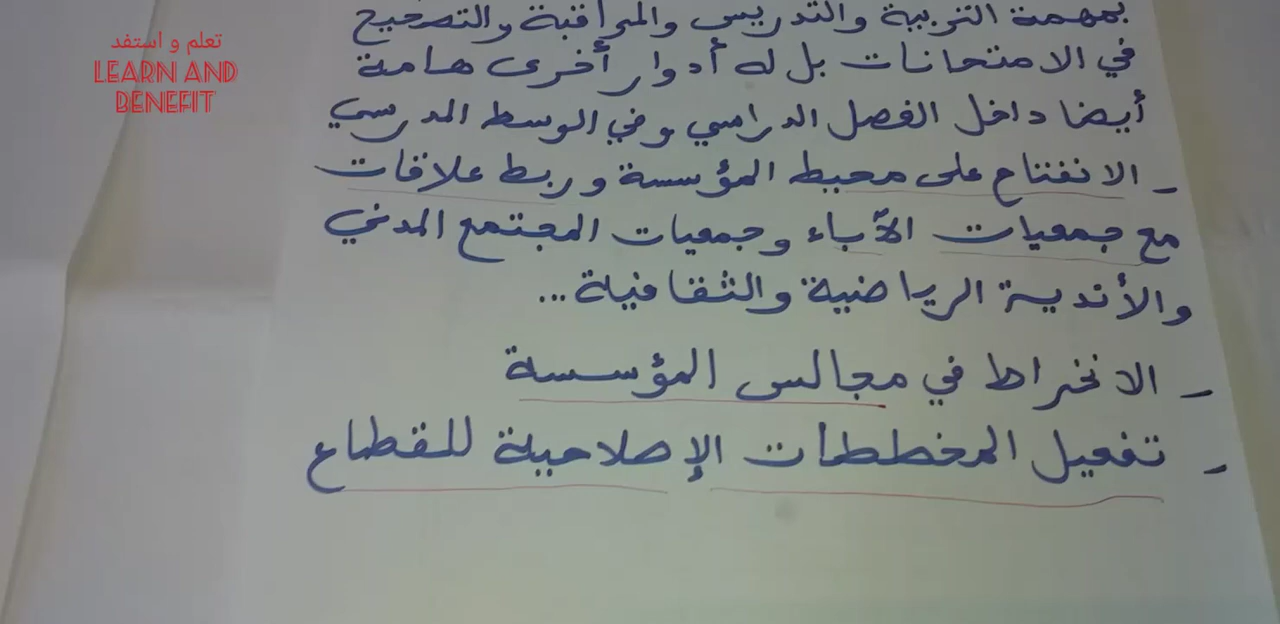 تعلم و استفد
LEARN AND
BENEFIT
بمهمة التربية والتدريس والمراقبة والتصحيح
في الامتحانات بل له أدوار أخرى هامة
أيضا داخل الفصل الدراسي وفي الوسط المدرسي
- الانفتاح على محيط المؤسسة وربط علاقات
مع جمعيات الآباء وجمعيات المجتمع المدني
والأندية الرياضية والثقافية...
- الانخراط في مجالس المؤسسة
- تفعيل المخططات الإصلاحية للقطاع